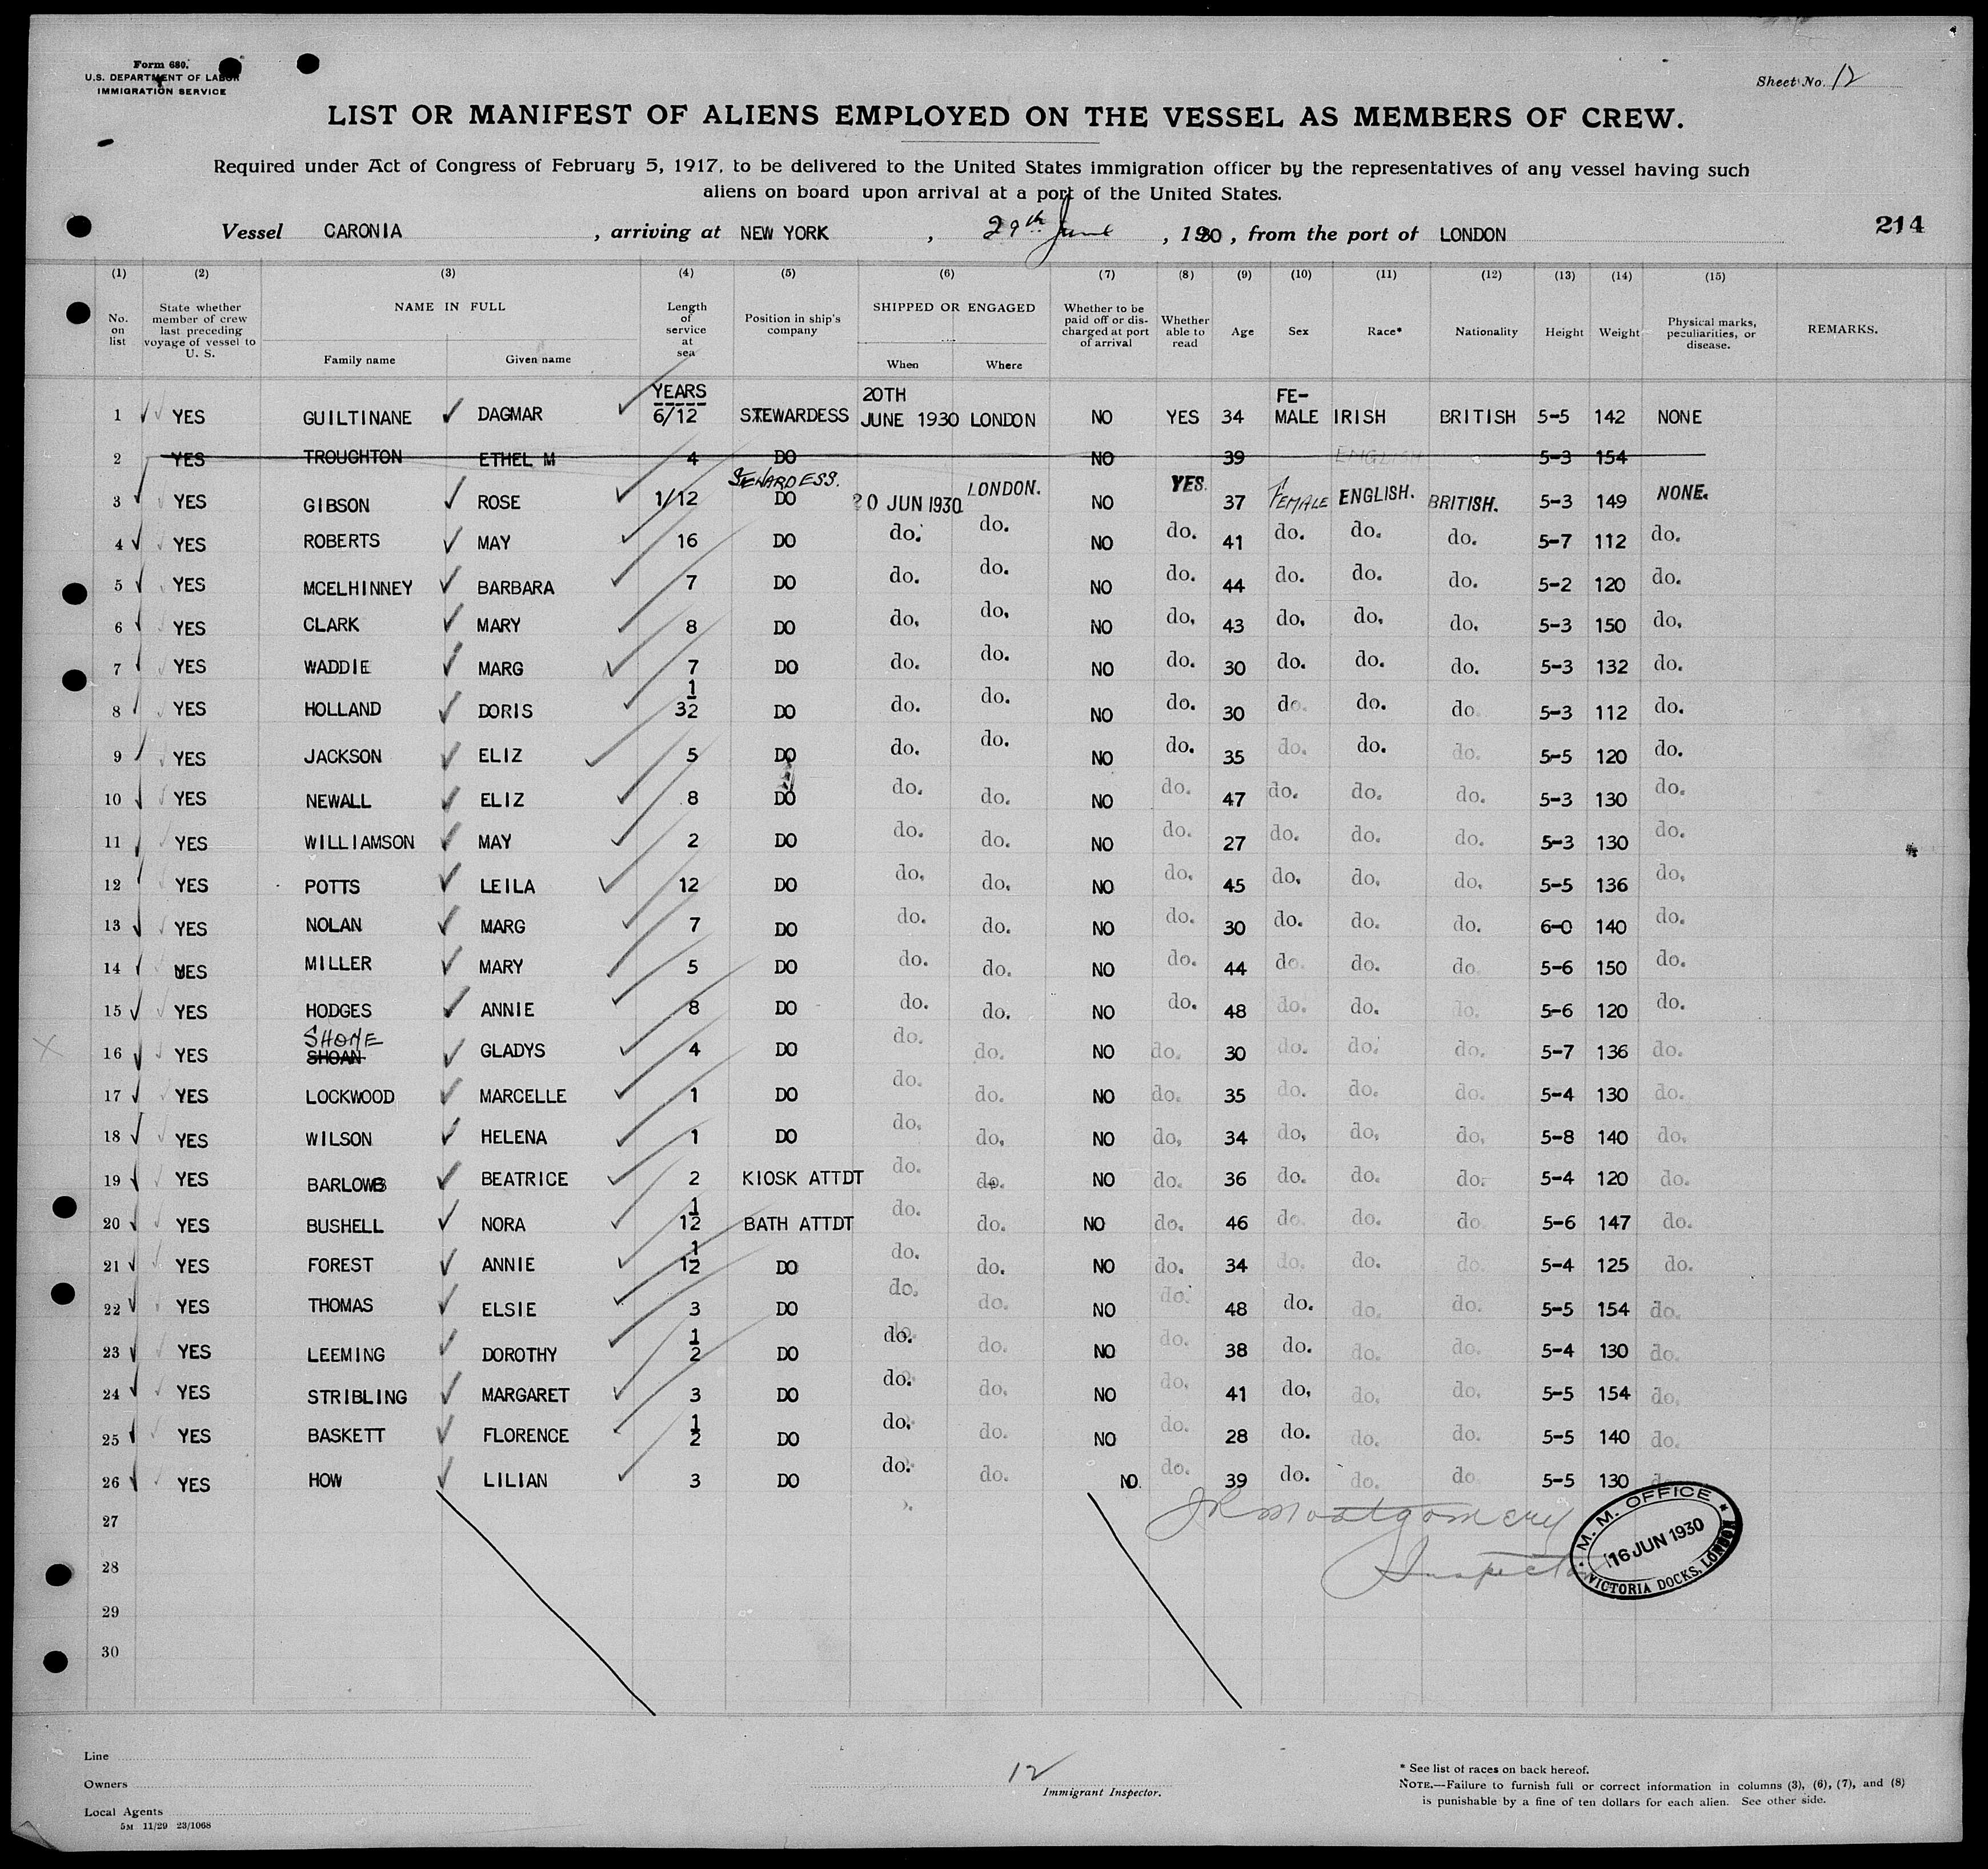 Form 680.
U.S. DEPARTMENT OF LABOR
IMMIGRATION SERVICE
Sheet No. 12
LIST OR MANIFEST OF ALIENS EMPLOYED ON THE VESSEL AS MEMBERS OF CREW.
Required under Act of Congress of February 5, 1917, to be delivered to the United States immigration officer by the representatives of any vessel having such
aliens on board upon arrival at a port of the United States.
Vessel CARONIA, arriving at NEW YORK, 29th June, 1930, from the port of LONDON
214
(1) (2) (3) (4) (5) (6) (7) (8) (9) (10) (11) (12) (13) (14) (15)
No. on list
State whether member of crew last preceding voyage of vessel to U. S.
NAME IN FULL
Family name Given name
Length of service at sea
Position in ship's company
SHIPPED OR ENGAGED
When Where
Whether to be paid off or discharged at port of arrival
Whether able to read
Age Sex Race* Nationality Height Weight
Physical marks, peculiarities, or disease.
REMARKS.
YEARS 20TH FE-
1 YES GUILTINANE DAGMAR 6/12 STEWARDESS JUNE 1930 LONDON NO YES 34 MALE IRISH BRITISH 5-5 142 NONE
2 YES TROUGHTON ETHEL M 4 DO NO 39 ENGLISH 5-3 154
STEWARDESS.
3 YES GIBSON ROSE 1/12 DO 20 JUN 1930 LONDON. NO YES. 37 FEMALE ENGLISH. BRITISH. 5-3 149 NONE.
4 YES ROBERTS MAY 16 DO do. do. NO do. 41 do. do. do. 5-7 112 do.
5 YES MCELHINNEY BARBARA 7 DO do. do. NO do. 44 do. do. do. 5-2 120 do.
6 YES CLARK MARY 8 DO do. do. NO do. 43 do. do. do. 5-3 150 do.
7 YES WADDIE MARG 7 DO do. do. NO do. 30 do. do. do. 5-3 132 do.
8 YES HOLLAND DORIS 3 1/2 DO do. do. NO do. 30 do. do. do. 5-3 112 do.
9 YES JACKSON ELIZ 5 DO do. do. NO do. 35 do. do. do. 5-5 120 do.
10 YES NEWALL ELIZ 8 DO do. do. NO do. 47 do. do. do. 5-3 130 do.
11 YES WILLIAMSON MAY 2 DO do. do. NO do. 27 do. do. do. 5-3 130 do.
12 YES POTTS LEILA 12 DO do. do. NO do. 45 do. do. do. 5-5 136 do.
13 YES NOLAN MARG 7 DO do. do. NO do. 30 do. do. do. 6-0 140 do.
14 YES MILLER MARY 5 DO do. do. NO do. 44 do. do. do. 5-6 150 do.
15 YES HODGES ANNIE 8 DO do. do. NO do. 48 do. do. do. 5-6 120 do.
SHONE
16 YES SHOAN GLADYS 4 DO do. do. NO do. 30 do. do. do. 5-7 136 do.
17 YES LOCKWOOD MARCELLE 1 DO do. do. NO do. 35 do. do. do. 5-4 130 do.
18 YES WILSON HELENA 1 DO do. do. NO do. 34 do. do. do. 5-8 140 do.
19 YES BARLOW BEATRICE 2 KIOSK ATTDT do. do. NO do. 36 do. do. do. 5-4 120 do.
20 YES BUSHELL NORA 1 1/2 BATH ATTDT do. do. NO do. 46 do. do. do. 5-6 147 do.
21 YES FOREST ANNIE 1 1/2 DO do. do. NO do. 34 do. do. do. 5-4 125 do.
22 YES THOMAS ELSIE 3 DO do. do. NO do. 48 do. do. do. 5-5 154 do.
23 YES LEEMING DOROTHY 1/2 DO do. do. NO do. 38 do. do. do. 5-4 130 do.
24 YES STRIBLING MARGARET 3 DO do. do. NO do. 41 do. do. do. 5-5 154 do.
25 YES BASKETT FLORENCE 1/2 DO do. do. NO do. 28 do. do. do. 5-5 140 do.
26 YES HOW LILIAN 3 DO do. do. NO. do. 39 do. do. do. 5-5 130 do.
27
28
29
30
JR Montgomery
Inspector
M. M. OFFICE
16 JUN 1930
VICTORIA DOCKS, LONDON
Line
Owners
Local Agents
5M 11/29 23/1068
12
Immigrant Inspector.
* See list of races on back hereof.
NOTE.—Failure to furnish full or correct information in columns (3), (6), (7), and (8)
is punishable by a fine of ten dollars for each alien. See other side.